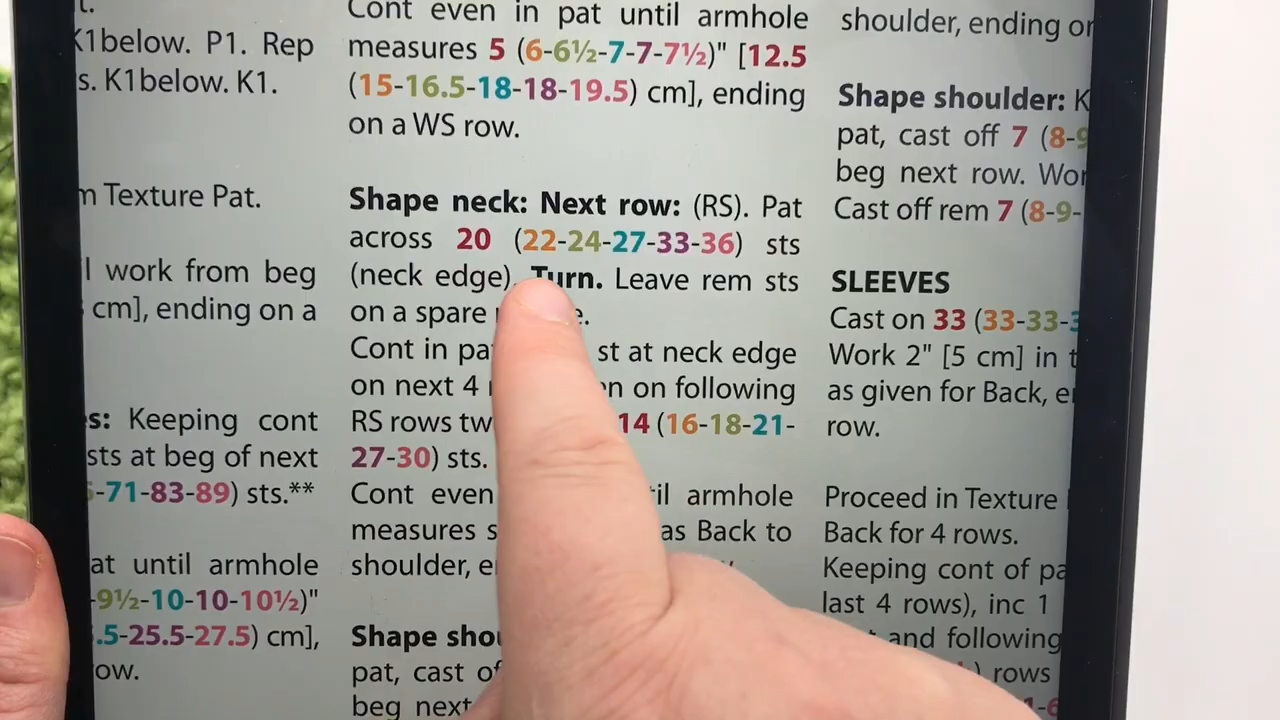 t.
K1below. P1. Rep
s. K1below. K1.
m Texture Pat.
l work from beg
cm], ending on a
s: Keeping cont
sts at beg of next
-71-83-89) sts.**
at until armhole
-9½-10-10-10½)"
.5-25.5-27.5) cm],
ow.
Cont even in pat until armhole
measures 5 (6-6½-7-7-7½)" [12.5
(15-16.5-18-18-19.5) cm], ending
on a WS row.
Shape neck: Next row: (RS). Pat
across 20 (22-24-27-33-36) sts
(neck edge). Turn. Leave rem sts
on a spare e.
Cont in pa st at neck edge
on next 4 n on following
RS rows tw 14 (16-18-21-
27-30) sts.
Cont even til armhole
measures s as Back to
shoulder, e
Shape sho
pat, cast of
beg next
shoulder, ending or
Shape shoulder: K
pat, cast off 7 (8-9
beg next row. Wor
Cast off rem 7 (8-9-
SLEEVES
Cast on 33 (33-33-3
Work 2" [5 cm] in t
as given for Back, e
row.
Proceed in Texture
Back for 4 rows.
Keeping cont of pa
last 4 rows), inc 1
and following
) rows
1-6